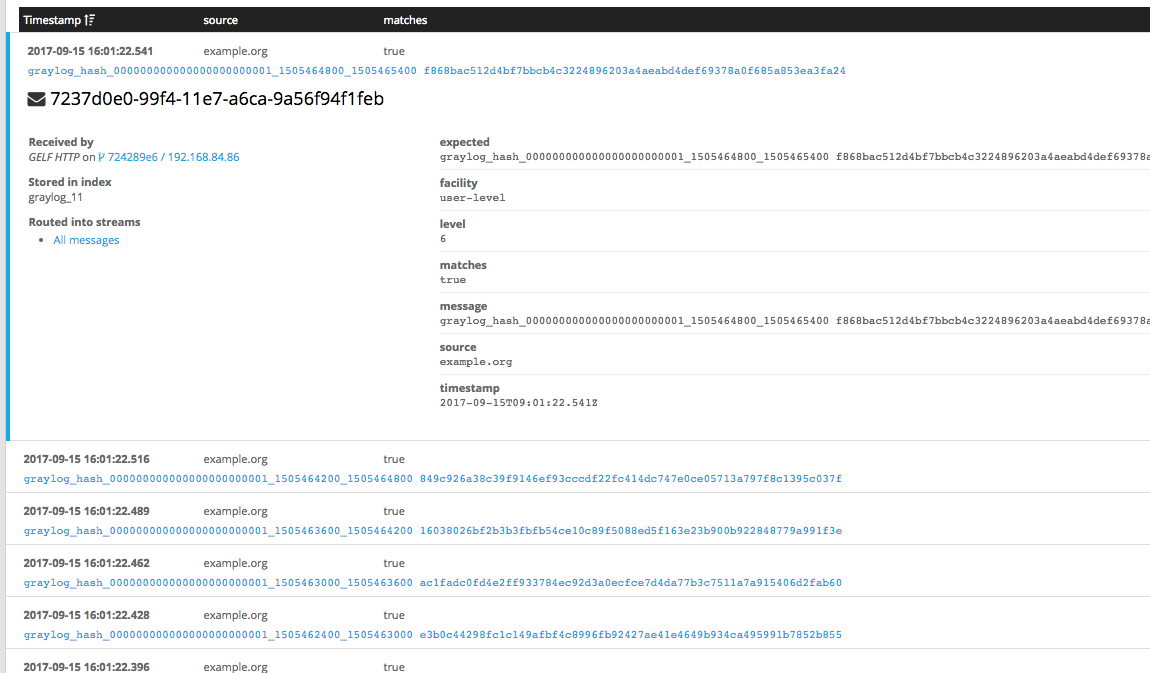 Timestamp source matches
2017-09-15 16:01:22.541 example.org true
graylog_hash_000000000000000000000001_1505464800_1505465400 f868bac512d4bf7bbcb4c3224896203a4aeabd4def69378a0f685a853ea3fa24
7237d0e0-99f4-11e7-a6ca-9a56f94f1feb
Received by
GELF HTTP on 724289e6 / 192.168.84.86
Stored in index
graylog_11
Routed into streams
All messages
expected
graylog_hash_000000000000000000000001_1505464800_1505465400 f868bac512d4bf7bbcb4c3224896203a4aeabd4def69378a
facility
user-level
level
6
matches
true
message
graylog_hash_000000000000000000000001_1505464800_1505465400 f868bac512d4bf7bbcb4c3224896203a4aeabd4def69378a
source
example.org
timestamp
2017-09-15T09:01:22.541Z
2017-09-15 16:01:22.516 example.org true
graylog_hash_000000000000000000000001_1505464200_1505464800 849c926a38c39f9146ef93cccdf22fc414dc747e0ce05713a797f8c1395c037f
2017-09-15 16:01:22.489 example.org true
graylog_hash_000000000000000000000001_1505463600_1505464200 16038026bf2b3b3fbfb54ce10c89f5088ed5f163e23b900b922848779a991f3e
2017-09-15 16:01:22.462 example.org true
graylog_hash_000000000000000000000001_1505463000_1505463600 ac1fadc0fd4e2ff933784ec92d3a0ecfce7d4da77b3c7511a7a915406d2fab60
2017-09-15 16:01:22.428 example.org true
graylog_hash_000000000000000000000001_1505462400_1505463000 e3b0c44298fc1c149afbf4c8996fb92427ae41e4649b934ca495991b7852b855
2017-09-15 16:01:22.396 example.org true